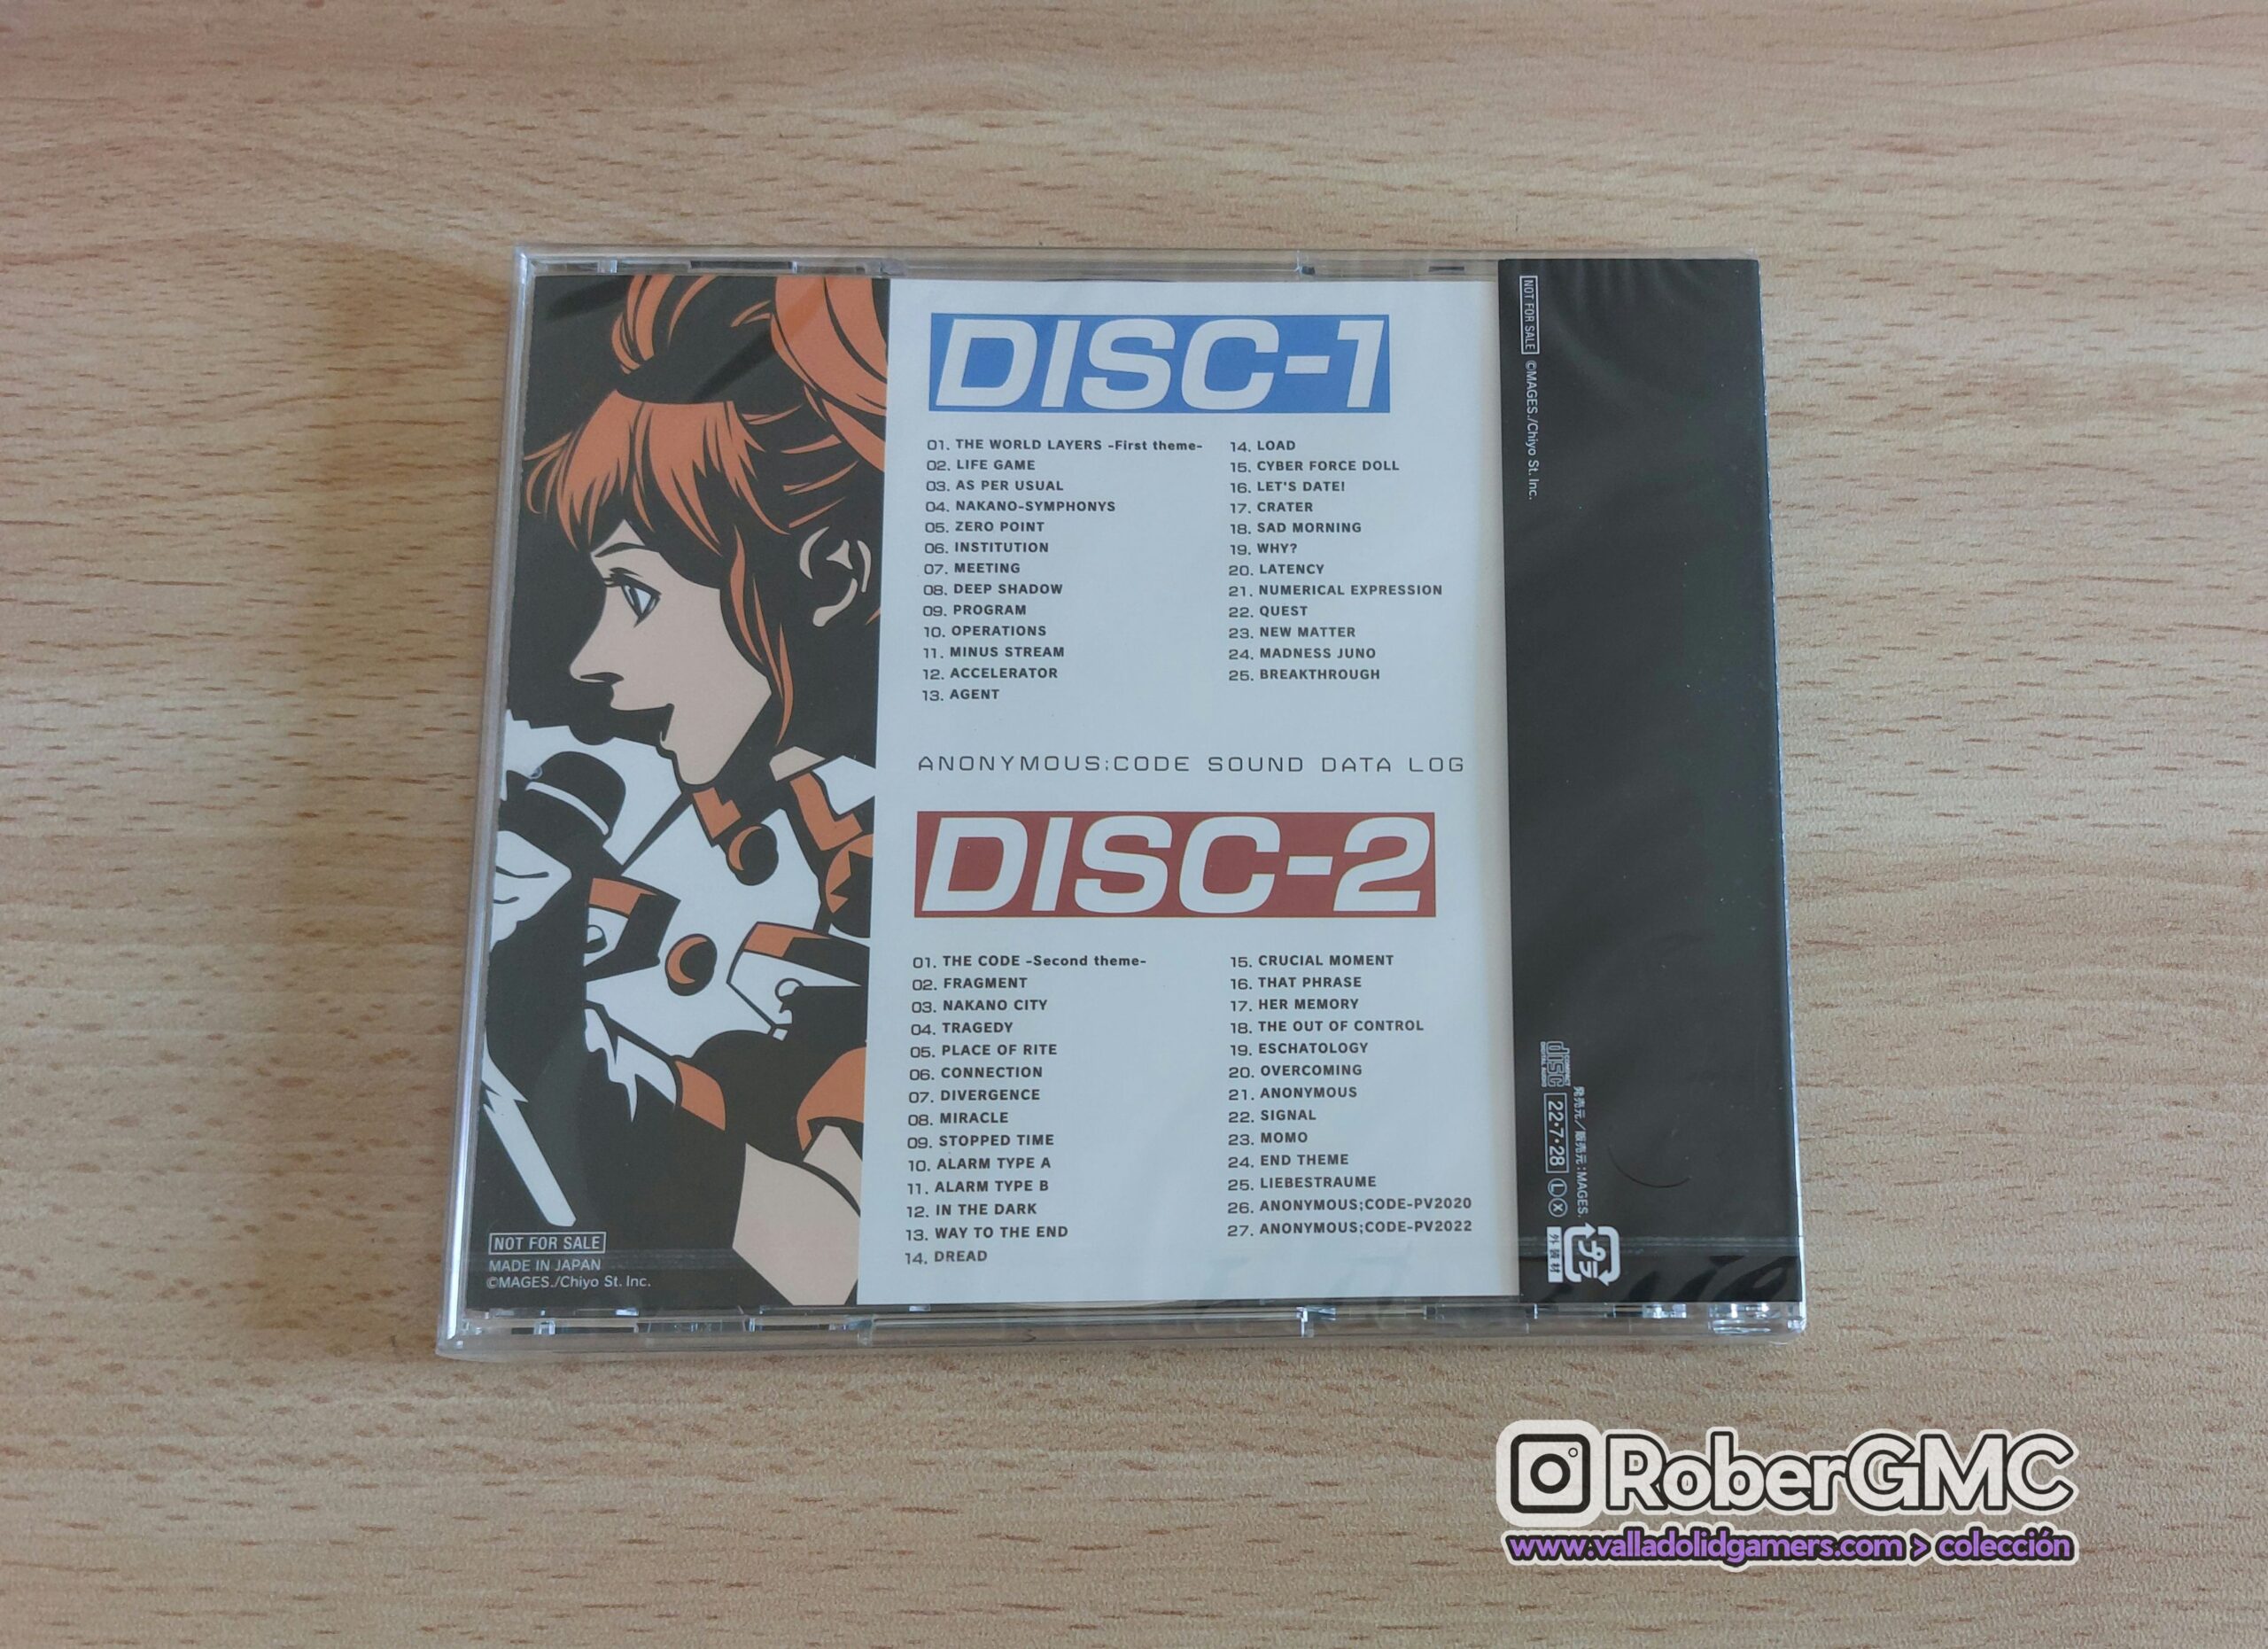 DISC-1
01. THE WORLD LAYERS -First theme-
02. LIFE GAME
03. AS PER USUAL
04. NAKANO-SYMPHONYS
05. ZERO POINT
06. INSTITUTION
07. MEETING
08. DEEP SHADOW
09. PROGRAM
10. OPERATIONS
11. MINUS STREAM
12. ACCELERATOR
13. AGENT
14. LOAD
15. CYBER FORCE DOLL
16. LET'S DATE!
17. CRATER
18. SAD MORNING
19. WHY?
20. LATENCY
21. NUMERICAL EXPRESSION
22. QUEST
23. NEW MATTER
24. MADNESS JUNO
25. BREAKTHROUGH
ANONYMOUS;CODE SOUND DATA LOG
DISC-2
01. THE CODE -Second theme-
02. FRAGMENT
03. NAKANO CITY
04. TRAGEDY
05. PLACE OF RITE
06. CONNECTION
07. DIVERGENCE
08. MIRACLE
09. STOPPED TIME
10. ALARM TYPE A
11. ALARM TYPE B
12. IN THE DARK
13. WAY TO THE END
14. DREAD
15. CRUCIAL MOMENT
16. THAT PHRASE
17. HER MEMORY
18. THE OUT OF CONTROL
19. ESCHATOLOGY
20. OVERCOMING
21. ANONYMOUS
22. SIGNAL
23. MOMO
24. END THEME
25. LIEBESTRAUME
26. ANONYMOUS;CODE-PV2020
27. ANONYMOUS;CODE-PV2022
NOT FOR SALE
MADE IN JAPAN
©MAGES./Chiyo St. Inc.
NOT FOR SALE ©MAGES./Chiyo St. Inc.
COMPACT disc DIGITAL AUDIO
22・7・28 L X
発売元/販売元:MAGES.
プラ
外装材
RoberGMC
www.valladolidgamers.com > colección